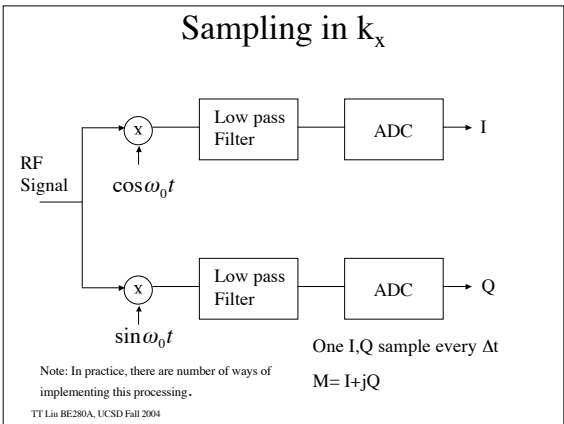 Sampling in kₓ
RF
Signal
x
cosω₀t
Low pass
Filter
ADC
I
x
sinω₀t
Low pass
Filter
ADC
Q
One I,Q sample every Δt
M= I+jQ
Note: In practice, there are number of ways of
implementing this processing.
TT Liu BE280A, UCSD Fall 2004